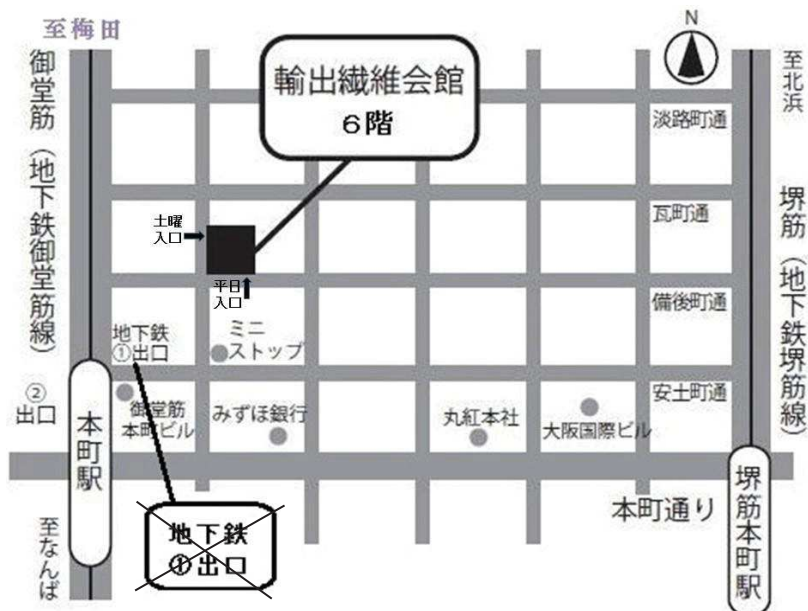 至梅田
N
御堂筋（地下鉄御堂筋線）
輸出繊維会館
6階
至北浜
淡路町通
瓦町通
堺筋（地下鉄堺筋線）
土曜
入口
平日
入口
備後町通
地下鉄
①出口
ミニ
ストップ
②
出口
安土町通
御堂筋
本町ビル
みずほ銀行
丸紅本社
大阪国際ビル
本町駅
堺筋本町駅
本町通り
地下鉄
①出口
至なんば